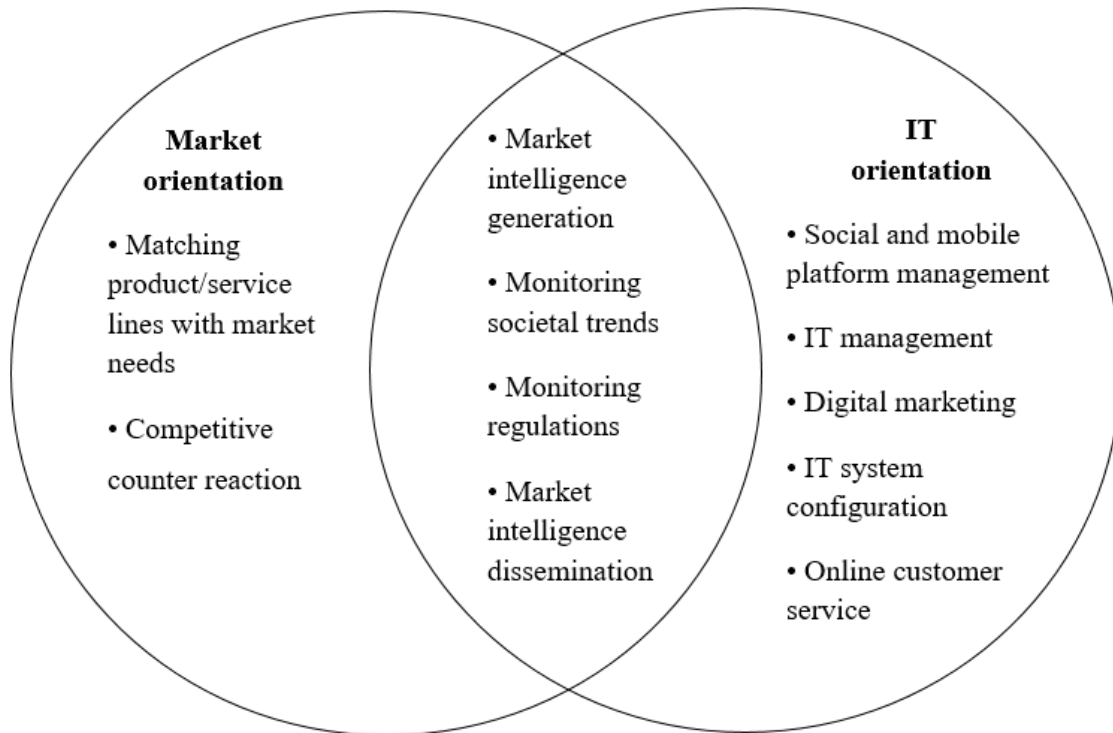 Market
orientation
• Matching
product/service
lines with market
needs
• Competitive
counter reaction
• Market
intelligence
generation
• Monitoring
societal trends
• Monitoring
regulations
• Market
intelligence
dissemination
IT
orientation
• Social and mobile
platform management
• IT management
• Digital marketing
• IT system
configuration
• Online customer
service